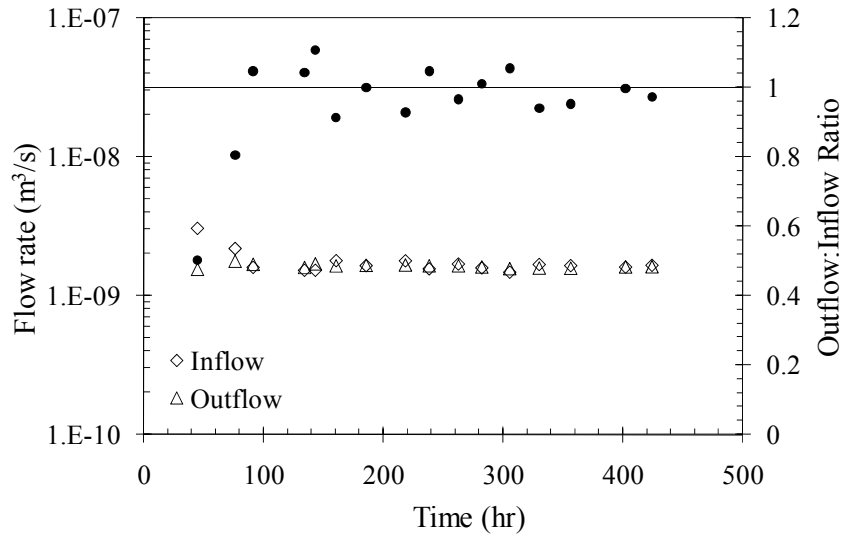 1.E-07
1.E-08
1.E-09
1.E-10
Flow rate (m³/s)
1.2
1
0.8
0.6
0.4
0.2
0
Outflow:Inflow Ratio
Inflow
Outflow
0 100 200 300 400 500
Time (hr)